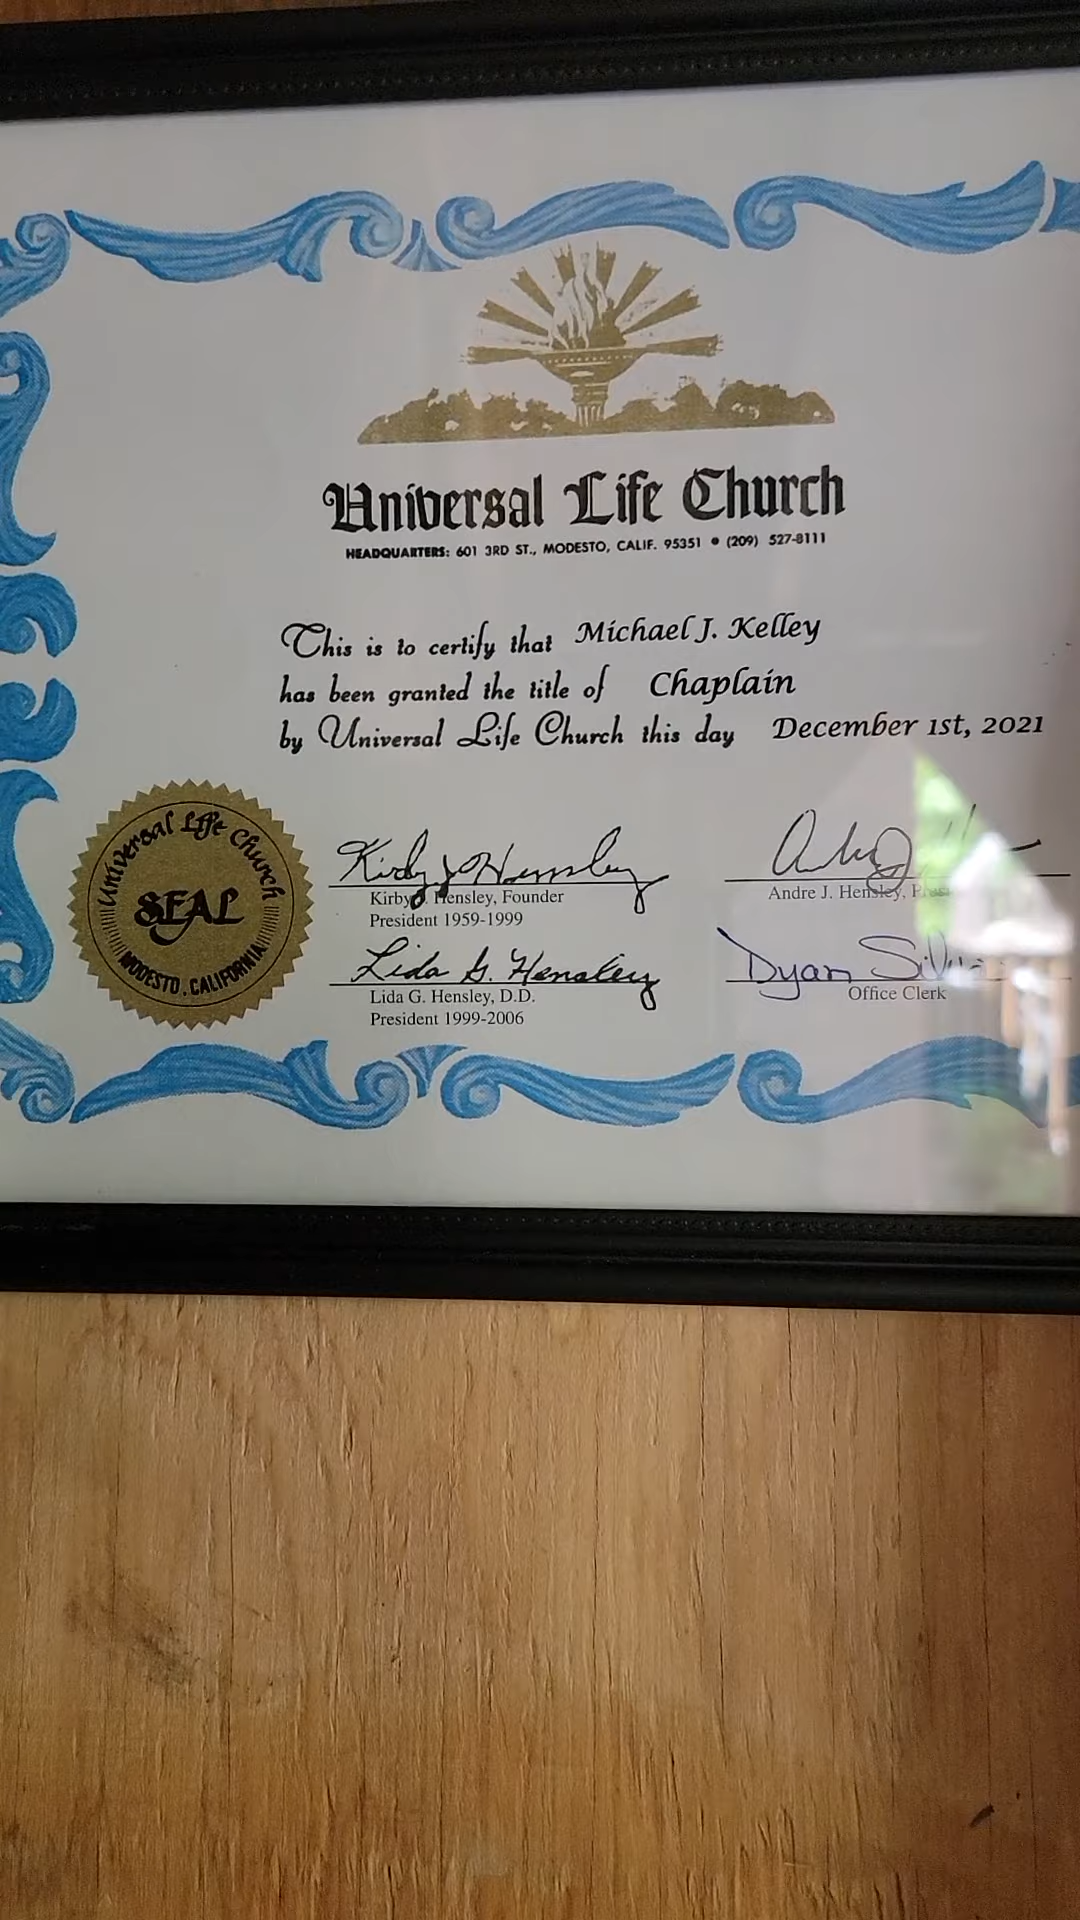 Universal Life Church
HEADQUARTERS: 601 3RD ST., MODESTO, CALIF. 95351 • (209) 527-8111
This is to certify that Michael J. Kelley
has been granted the title of Chaplain
by Universal Life Church this day December 1st, 2021
Universal Life Church
SEAL
MODESTO, CALIFORNIA
Kirby J. Hensley
Kirby J. Hensley, Founder
President 1959-1999
Lida G. Hensley
Lida G. Hensley, D.D.
President 1999-2006
Andre J. Hensley,
Dyan
Office Clerk